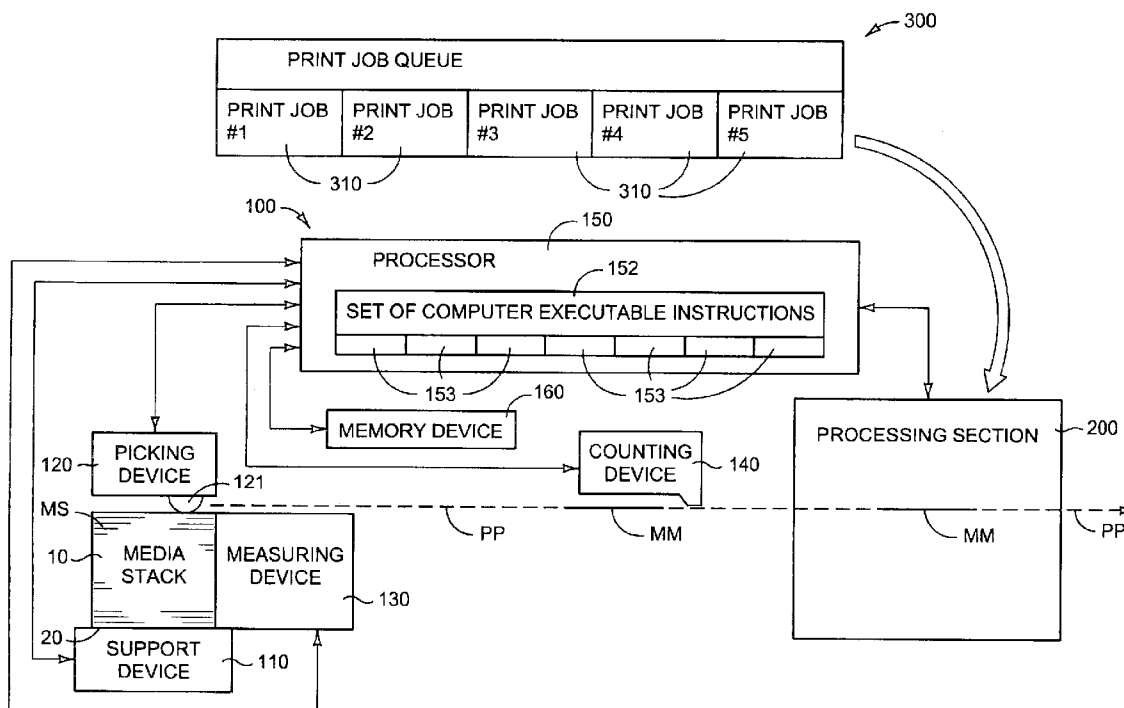 300
PRINT JOB QUEUE
PRINT JOB #1
PRINT JOB #2
PRINT JOB #3
PRINT JOB #4
PRINT JOB #5
310
310
100
150
PROCESSOR
152
SET OF COMPUTER EXECUTABLE INSTRUCTIONS
153
153
160
MEMORY DEVICE
PICKING
DEVICE
120
121
COUNTING
DEVICE
140
PROCESSING SECTION
200
MS
10
MEDIA
STACK
MEASURING
DEVICE
130
PP
MM
MM
PP
20
SUPPORT
DEVICE
110